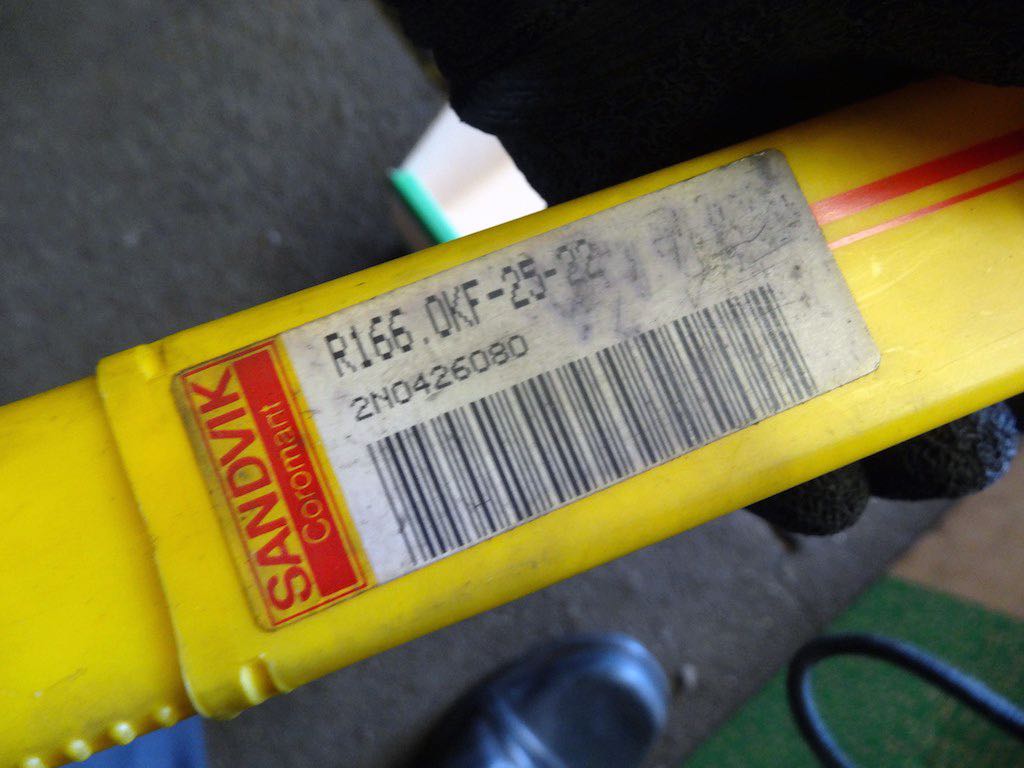 SANDVIK
Coromant
R166.0KF-25-22
2N0426080